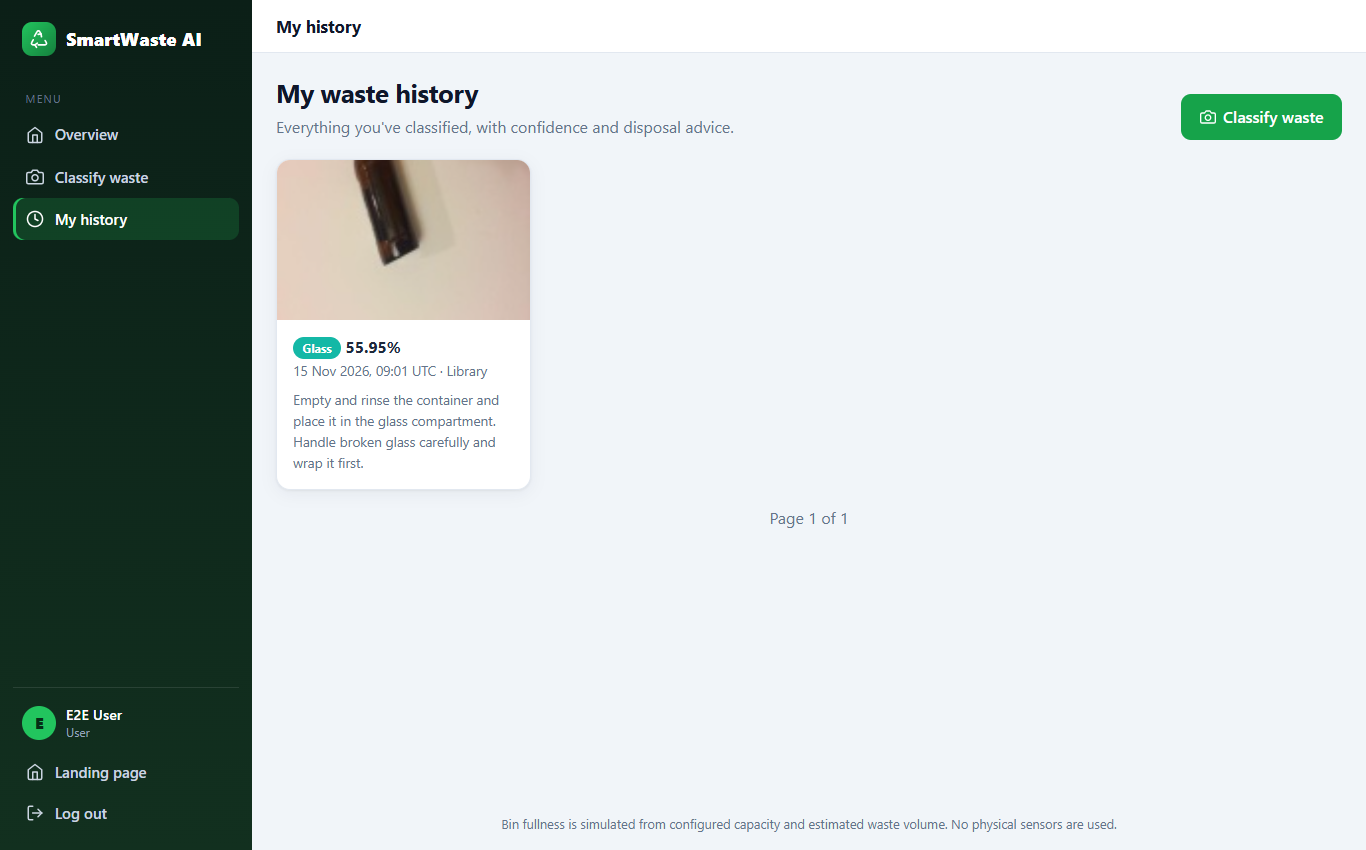 SmartWaste AI
MENU
Overview
Classify waste
My history
E
E2E User
User
Landing page
Log out
My history
My waste history
Everything you've classified, with confidence and disposal advice.
Classify waste
Glass 55.95%
15 Nov 2026, 09:01 UTC · Library
Empty and rinse the container and
place it in the glass compartment.
Handle broken glass carefully and
wrap it first.
Page 1 of 1
Bin fullness is simulated from configured capacity and estimated waste volume. No physical sensors are used.